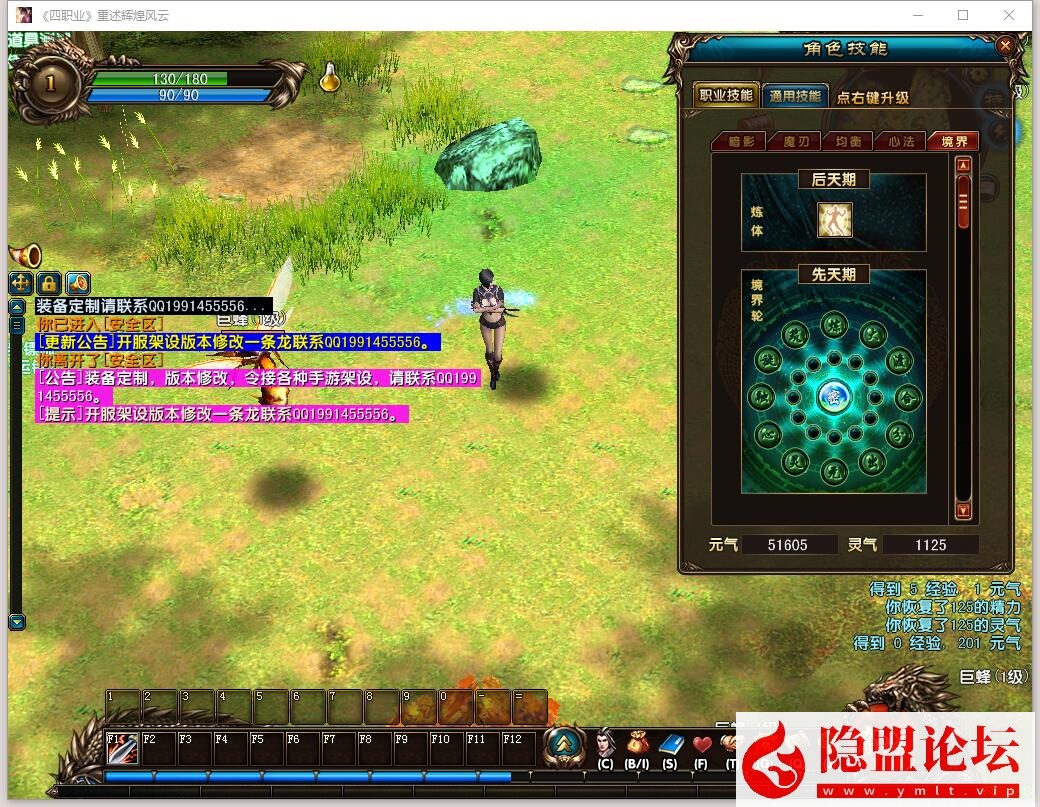 《四职业》重述辉煌风云
道具
1
130/180
90/90
角色技能
职业技能
通用技能
点右键升级
暗影
魔刃
均衡
心法
境界
后天期
炼体
先天期
境界轮
密
元气
51605
灵气
1125
装备定制请联系QQ1991455556...
巨蜂(1级)
你已进入[安全区]
[更新公告]开服架设版本修改一条龙联系QQ1991455556。
你离开了[安全区]
[公告]装备定制，版本修改，令接各种手游架设，请联系QQ199
1455556。
[提示]开服架设版本修改一条龙联系QQ1991455556。
得到 5 经验，1 元气
你恢复了125的精力
你恢复了125的灵气
得到 0 经验，201 元气
巨蜂(1级)
1 2 3 4 5 6 7 8 9 0 - =
F1 F2 F3 F4 F5 F6 F7 F8 F9 F10 F11 F12
(C) (B/I) (S) (F)
隐盟论坛
www.ymlt.vip